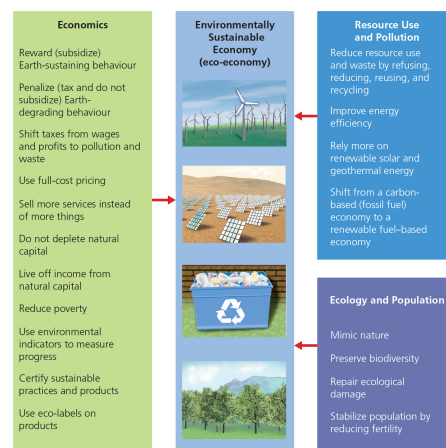 Economics
Reward (subsidize)
Earth-sustaining behaviour
Penalize (tax and do not
subsidize) Earth-
degrading behaviour
Shift taxes from wages
and profits to pollution and
waste
Use full-cost pricing
Sell more services instead
of more things
Do not deplete natural
capital
Live off income from
natural capital
Reduce poverty
Use environmental
indicators to measure
progress
Certify sustainable
practices and products
Use eco-labels on
products
Environmentally
Sustainable
Economy
(eco-economy)
Resource Use
and Pollution
Reduce resource use
and waste by refusing,
reducing, reusing, and
recycling
Improve energy
efficiency
Rely more on
renewable solar and
geothermal energy
Shift from a carbon-
based (fossil fuel)
economy to a
renewable fuel–based
economy
Ecology and Population
Mimic nature
Preserve biodiversity
Repair ecological
damage
Stabilize population by
reducing fertility